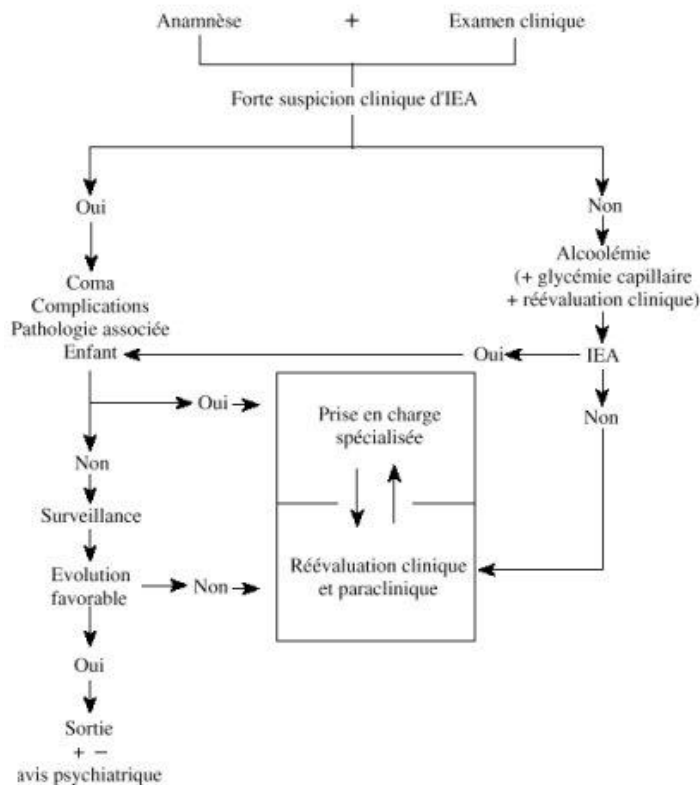 Anamnèse + Examen clinique
Forte suspicion clinique d'IEA
Oui
Non
Coma
Complications
Pathologie associée
Enfant
Alcoolémie
(+ glycémie capillaire
+ réévaluation clinique)
Oui
IEA
Oui
Non
Prise en charge
spécialisée
Non
Surveillance
Evolution
favorable
Non
Réévaluation clinique
et paraclinique
Oui
Sortie
+ −
avis psychiatrique